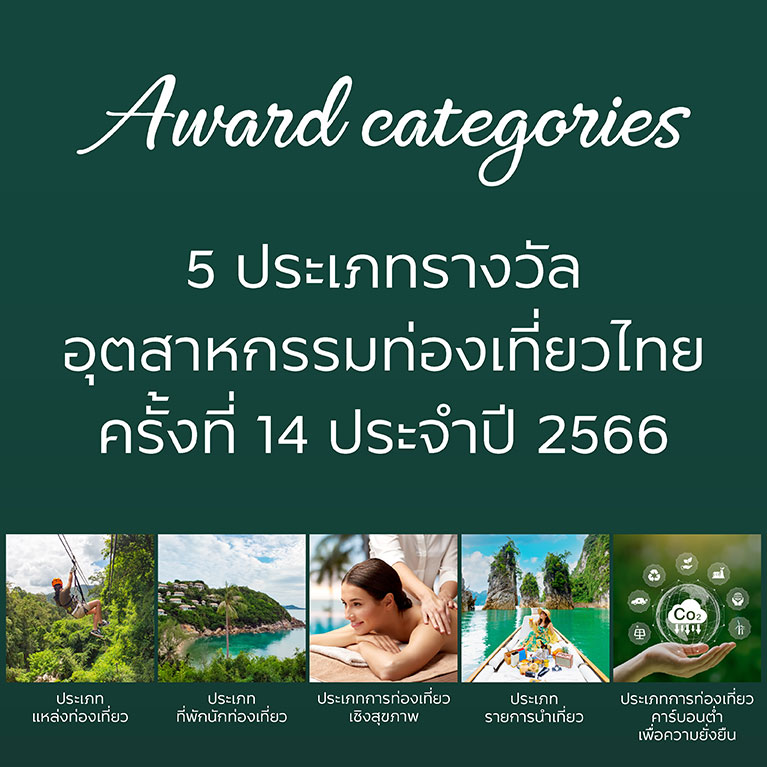 Award categories
5 ประเภทรางวัล
อุตสาหกรรมท่องเที่ยวไทย
ครั้งที่ 14 ประจำปี 2566
Co2
ประเภท
แหล่งท่องเที่ยว
ประเภท
ที่พักนักท่องเที่ยว
ประเภทการท่องเที่ยว
เชิงสุขภาพ
ประเภท
รายการนำเที่ยว
ประเภทการท่องเที่ยว
คาร์บอนต่ำ
เพื่อความยั่งยืน